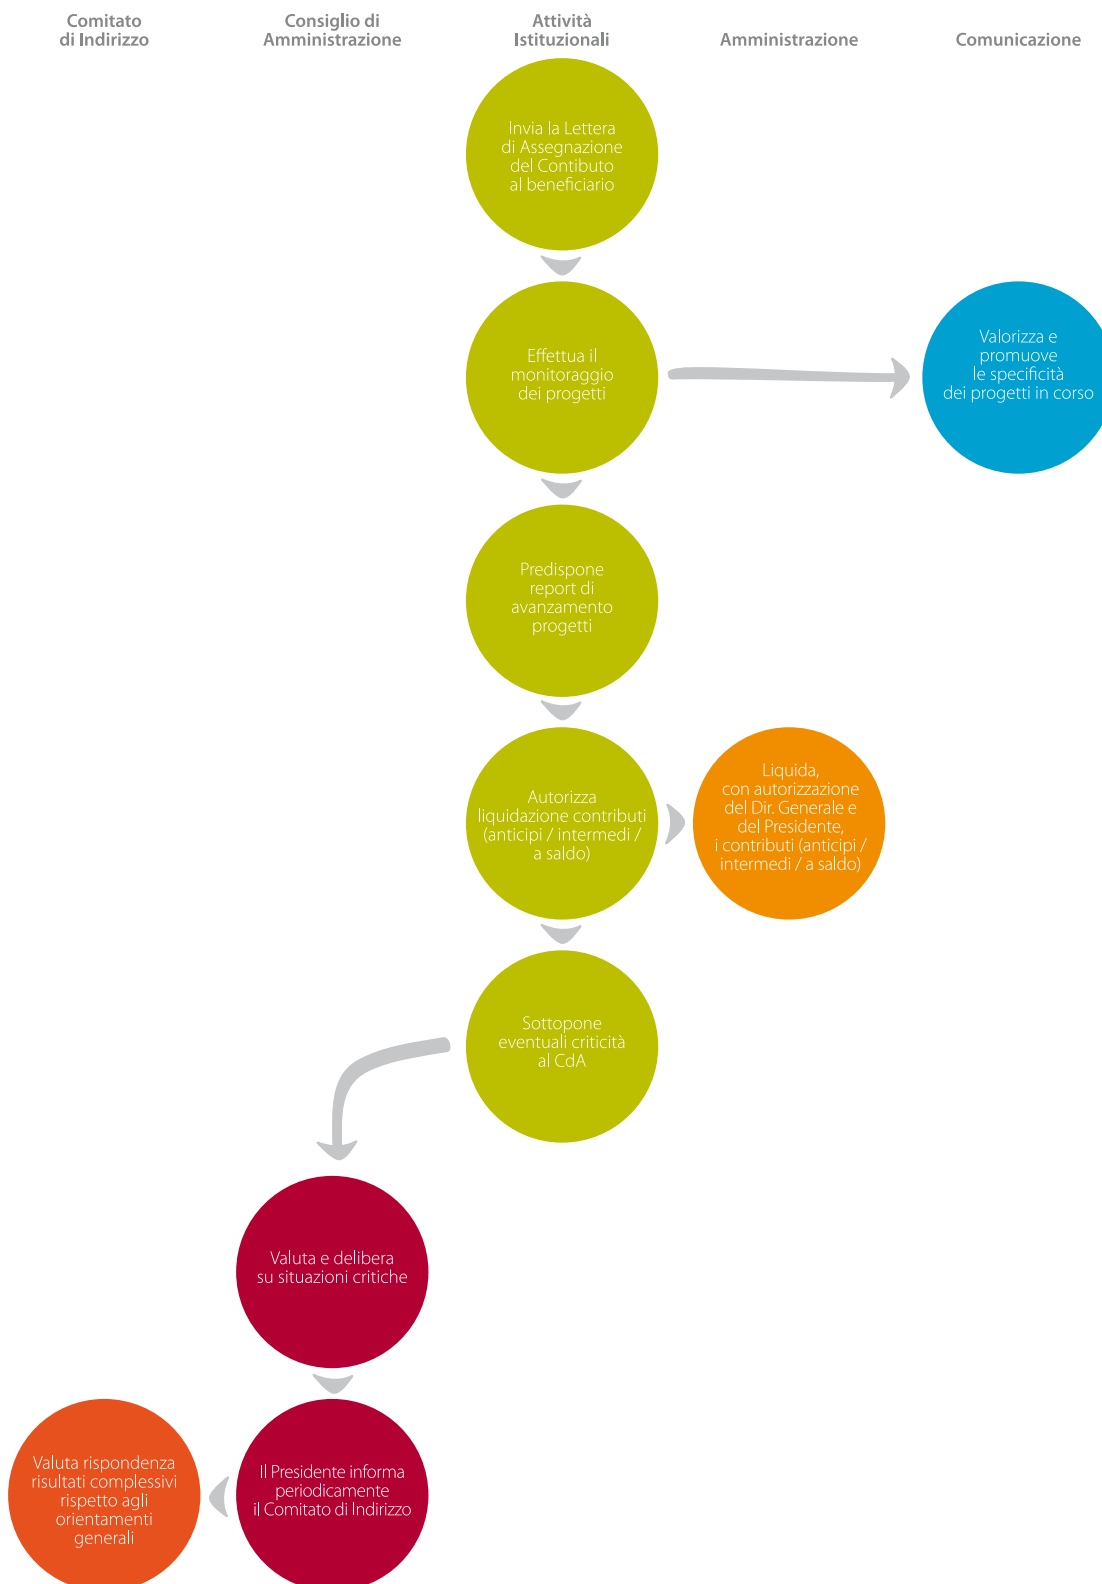 Comitato
di Indirizzo
Consiglio di
Amministrazione
Attività
Istituzionali
Amministrazione
Comunicazione
Invia la Lettera
di Assegnazione
del Contibuto
al beneficiario
Effettua il
monitoraggio
dei progetti
Valorizza e
promuove
le specificità
dei progetti in corso
Predispone
report di
avanzamento
progetti
Autorizza
liquidazione contributi
(anticipi / intermedi /
a saldo)
Liquida,
con autorizzazione
del Dir. Generale e
del Presidente,
i contributi (anticipi /
intermedi / a saldo)
Sottopone
eventuali criticità
al CdA
Valuta e delibera
su situazioni critiche
Il Presidente informa
periodicamente
il Comitato di Indirizzo
Valuta rispondenza
risultati complessivi
rispetto agli
orientamenti
generali